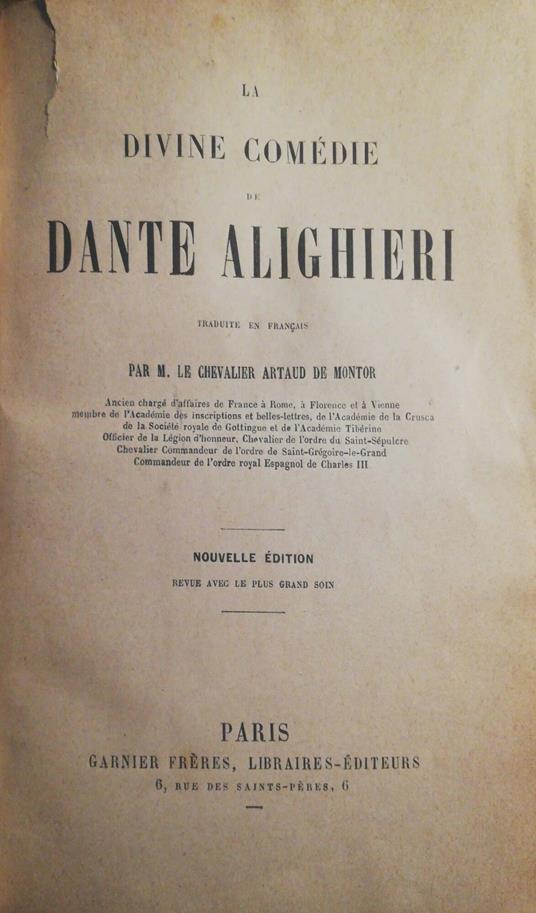 LA
DIVINE COMÉDIE
DE
DANTE ALIGHIERI
TRADUITE EN FRANÇAIS
PAR M. LE CHEVALIER ARTAUD DE MONTOR
Ancien chargé d'affaires de France à Rome, à Florence et à Vienne
membre de l'Académie des inscriptions et belles-lettres, de l'Académie de la Crusca
de la Société royale de Gottingue et de l'Académie Tibérine
Officier de la Légion d'honneur, Chevalier de l'ordre du Saint-Sépulcre
Chevalier Commandeur de l'ordre de Saint-Grégoire-le-Grand
Commandeur de l'ordre royal Espagnol de Charles III
NOUVELLE ÉDITION
REVUE AVEC LE PLUS GRAND SOIN
PARIS
GARNIER FRÈRES, LIBRAIRES-ÉDITEURS
6, RUE DES SAINTS-PÈRES, 6